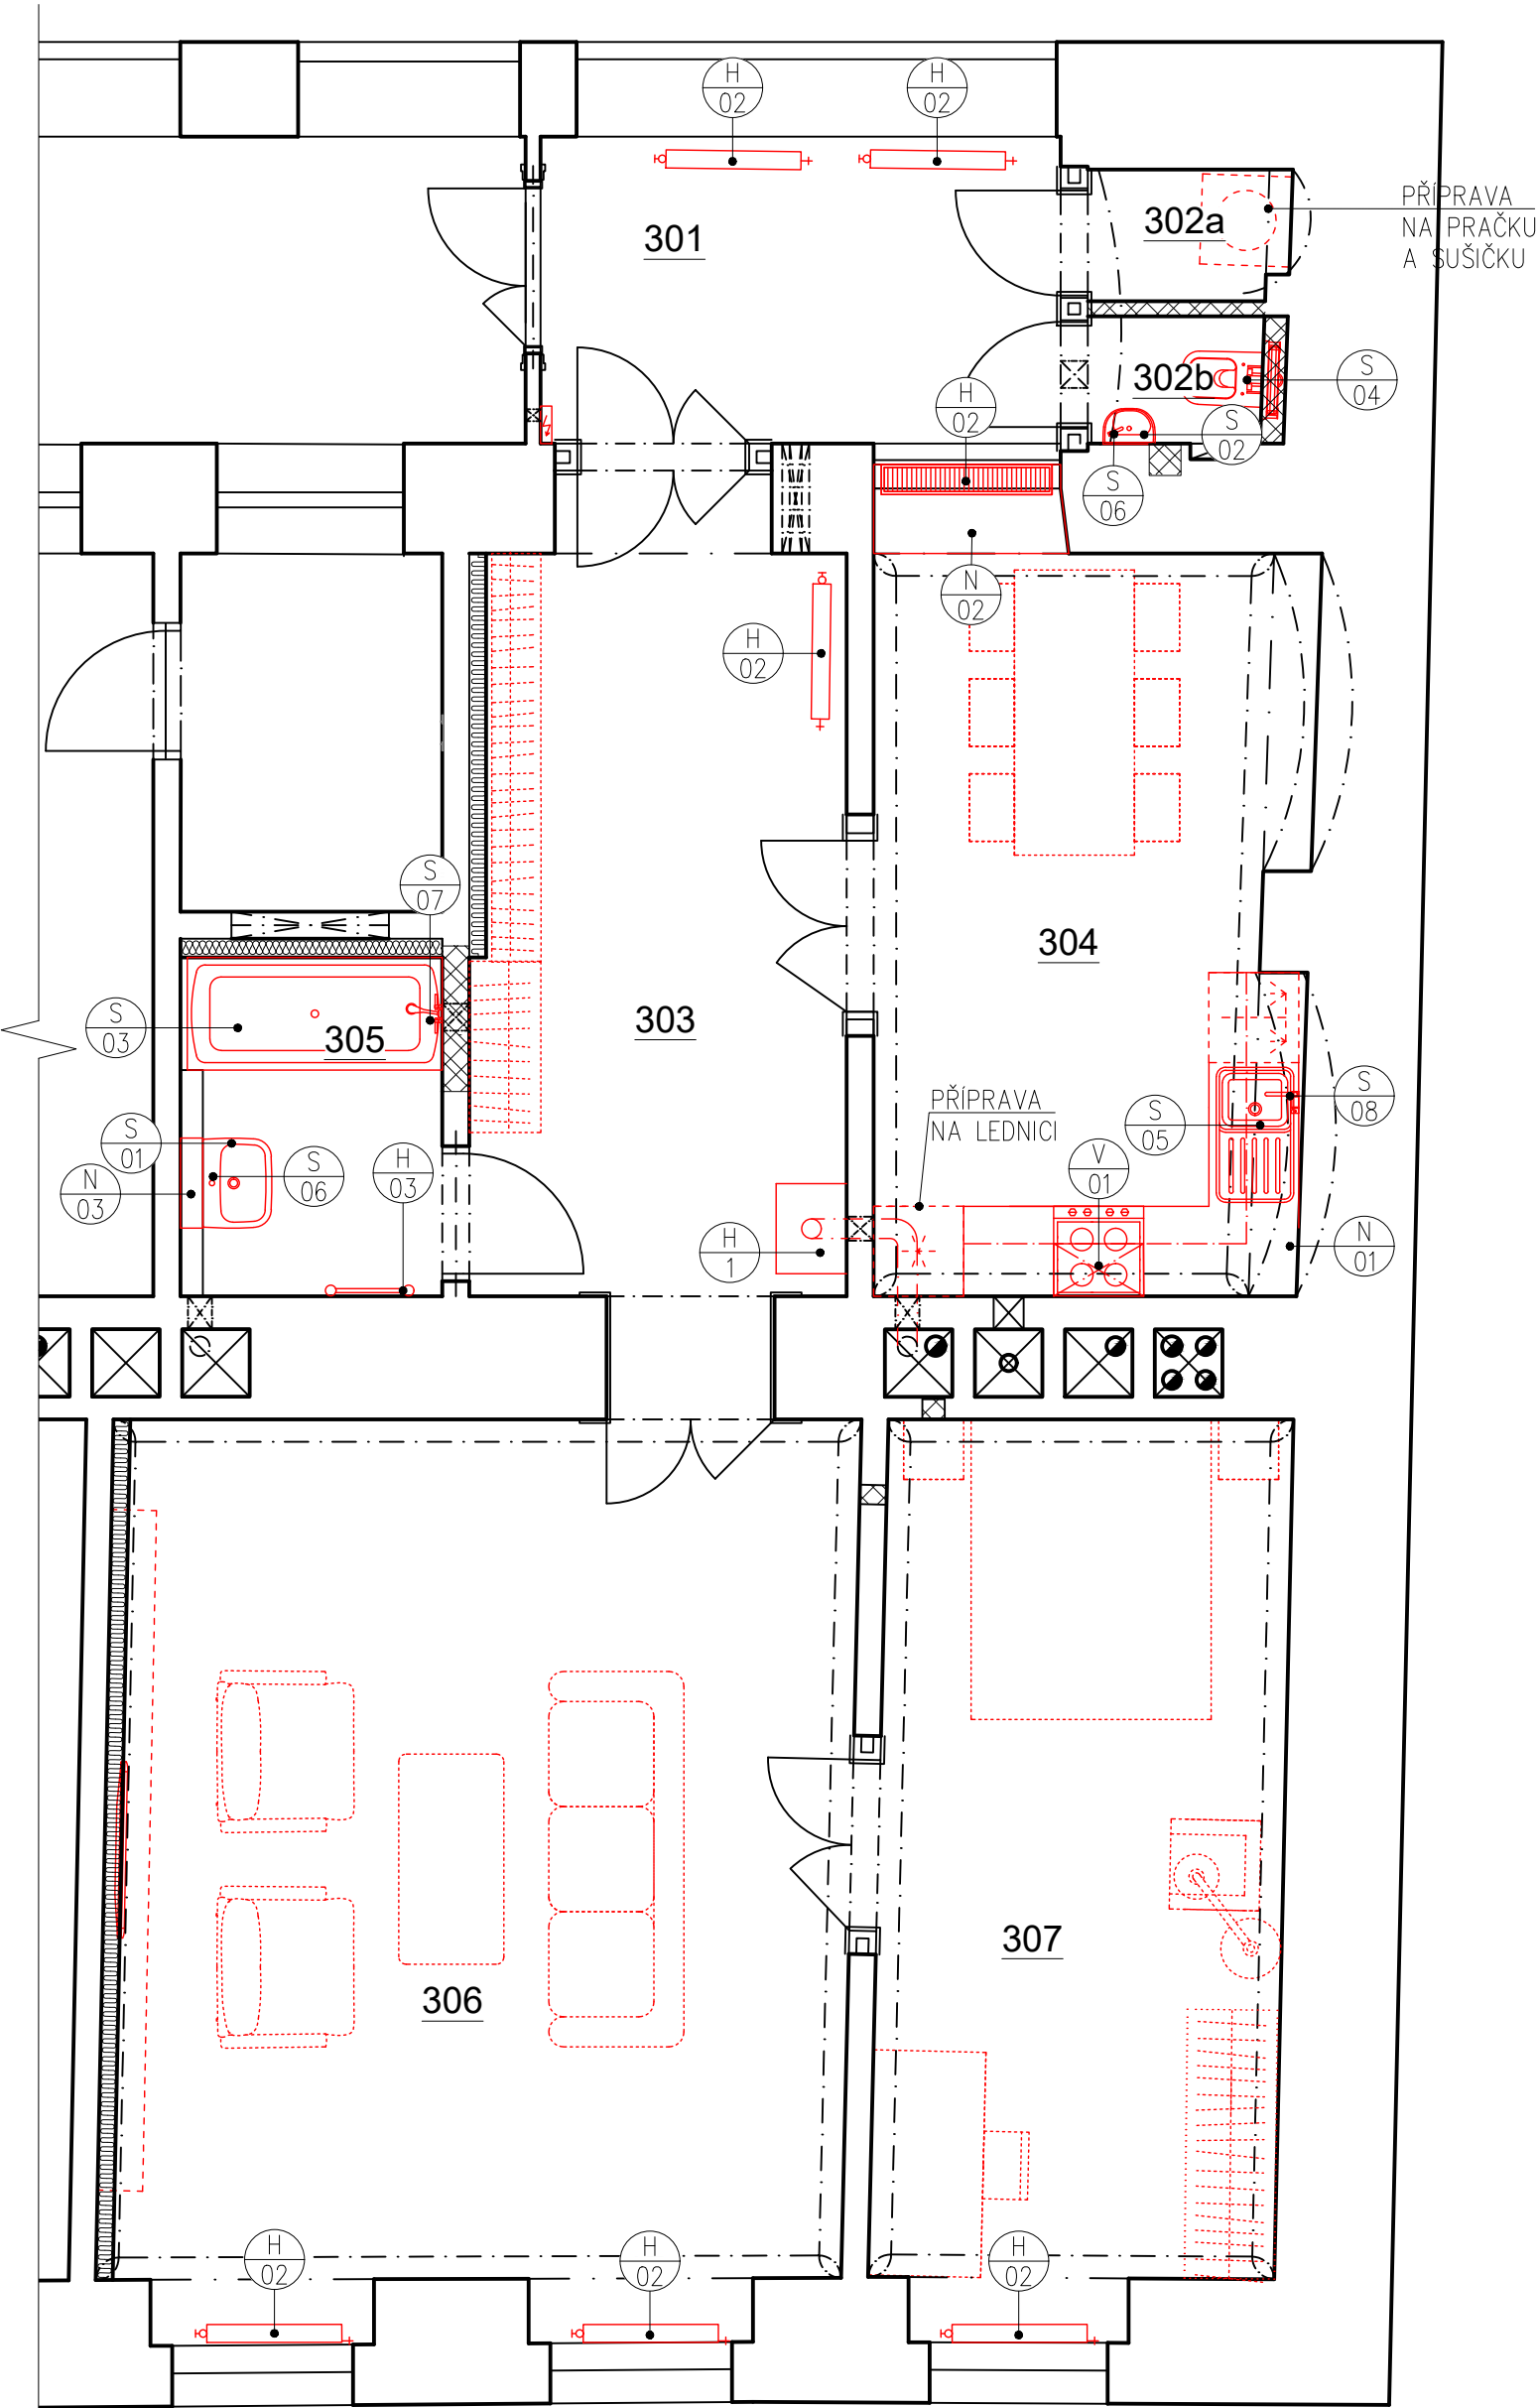 H
02
H
02
PŘÍPRAVA
NA PRAČKU
A SUŠIČKU
302a
301
302b
S
04
H
02
S
02
S
06
N
02
H
02
S
07
304
S
03
305
303
PŘÍPRAVA
NA LEDNICI
S
08
S
05
S
01
N
03
S
06
H
03
V
01
H
1
N
01
307
306
H
02
H
02
H
02